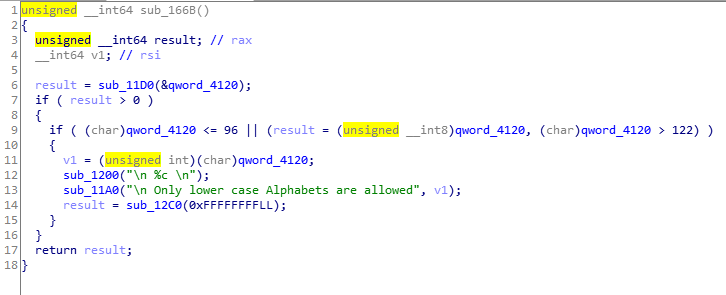 1 unsigned __int64 sub_166B()
2 {
3 unsigned __int64 result; // rax
4 __int64 v1; // rsi
5
6 result = sub_11D0(&qword_4120);
7 if ( result > 0 )
8 {
9 if ( (char)qword_4120 <= 96 || (result = (unsigned __int8)qword_4120, (char)qword_4120 > 122) )
10 {
11 v1 = (unsigned int)(char)qword_4120;
12 sub_1200("\n %c \n");
13 sub_11A0("\n Only lower case Alphabets are allowed", v1);
14 result = sub_12C0(0xFFFFFFFFLL);
15 }
16 }
17 return result;
18 }